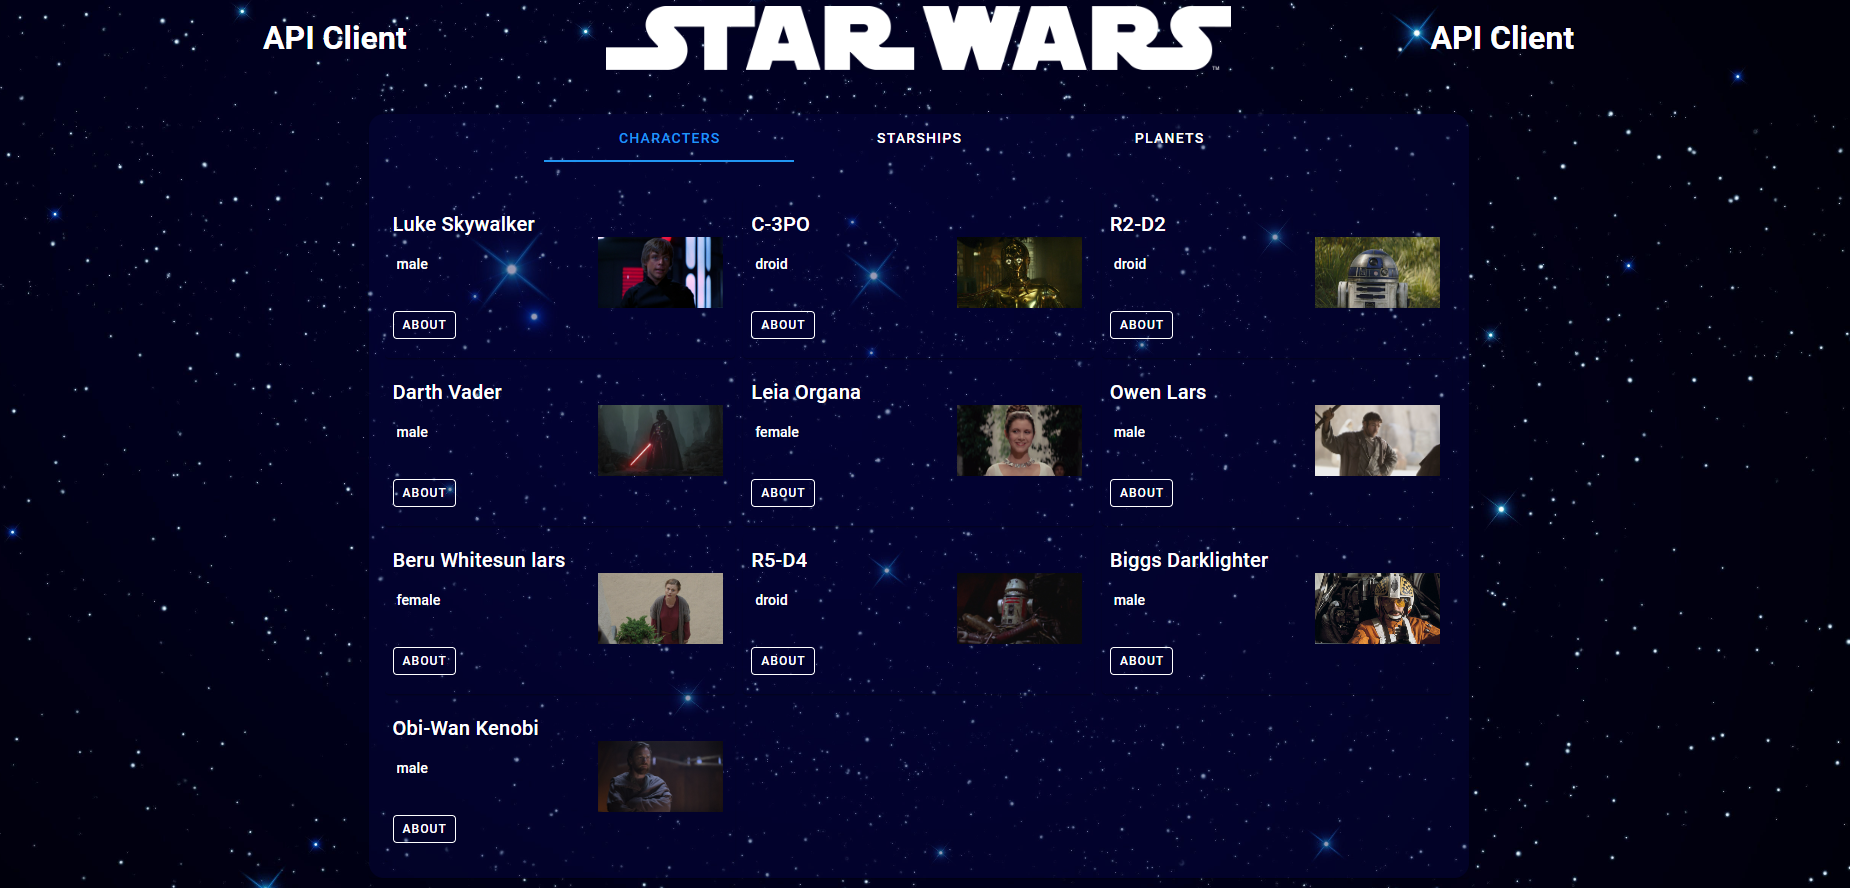 API Client
STAR WARS
TM
API Client
CHARACTERS
STARSHIPS
PLANETS
Luke Skywalker
male
ABOUT
C-3PO
droid
ABOUT
R2-D2
droid
ABOUT
Darth Vader
male
ABOUT
Leia Organa
female
ABOUT
Owen Lars
male
ABOUT
Beru Whitesun lars
female
ABOUT
R5-D4
droid
ABOUT
Biggs Darklighter
male
ABOUT
Obi-Wan Kenobi
male
ABOUT